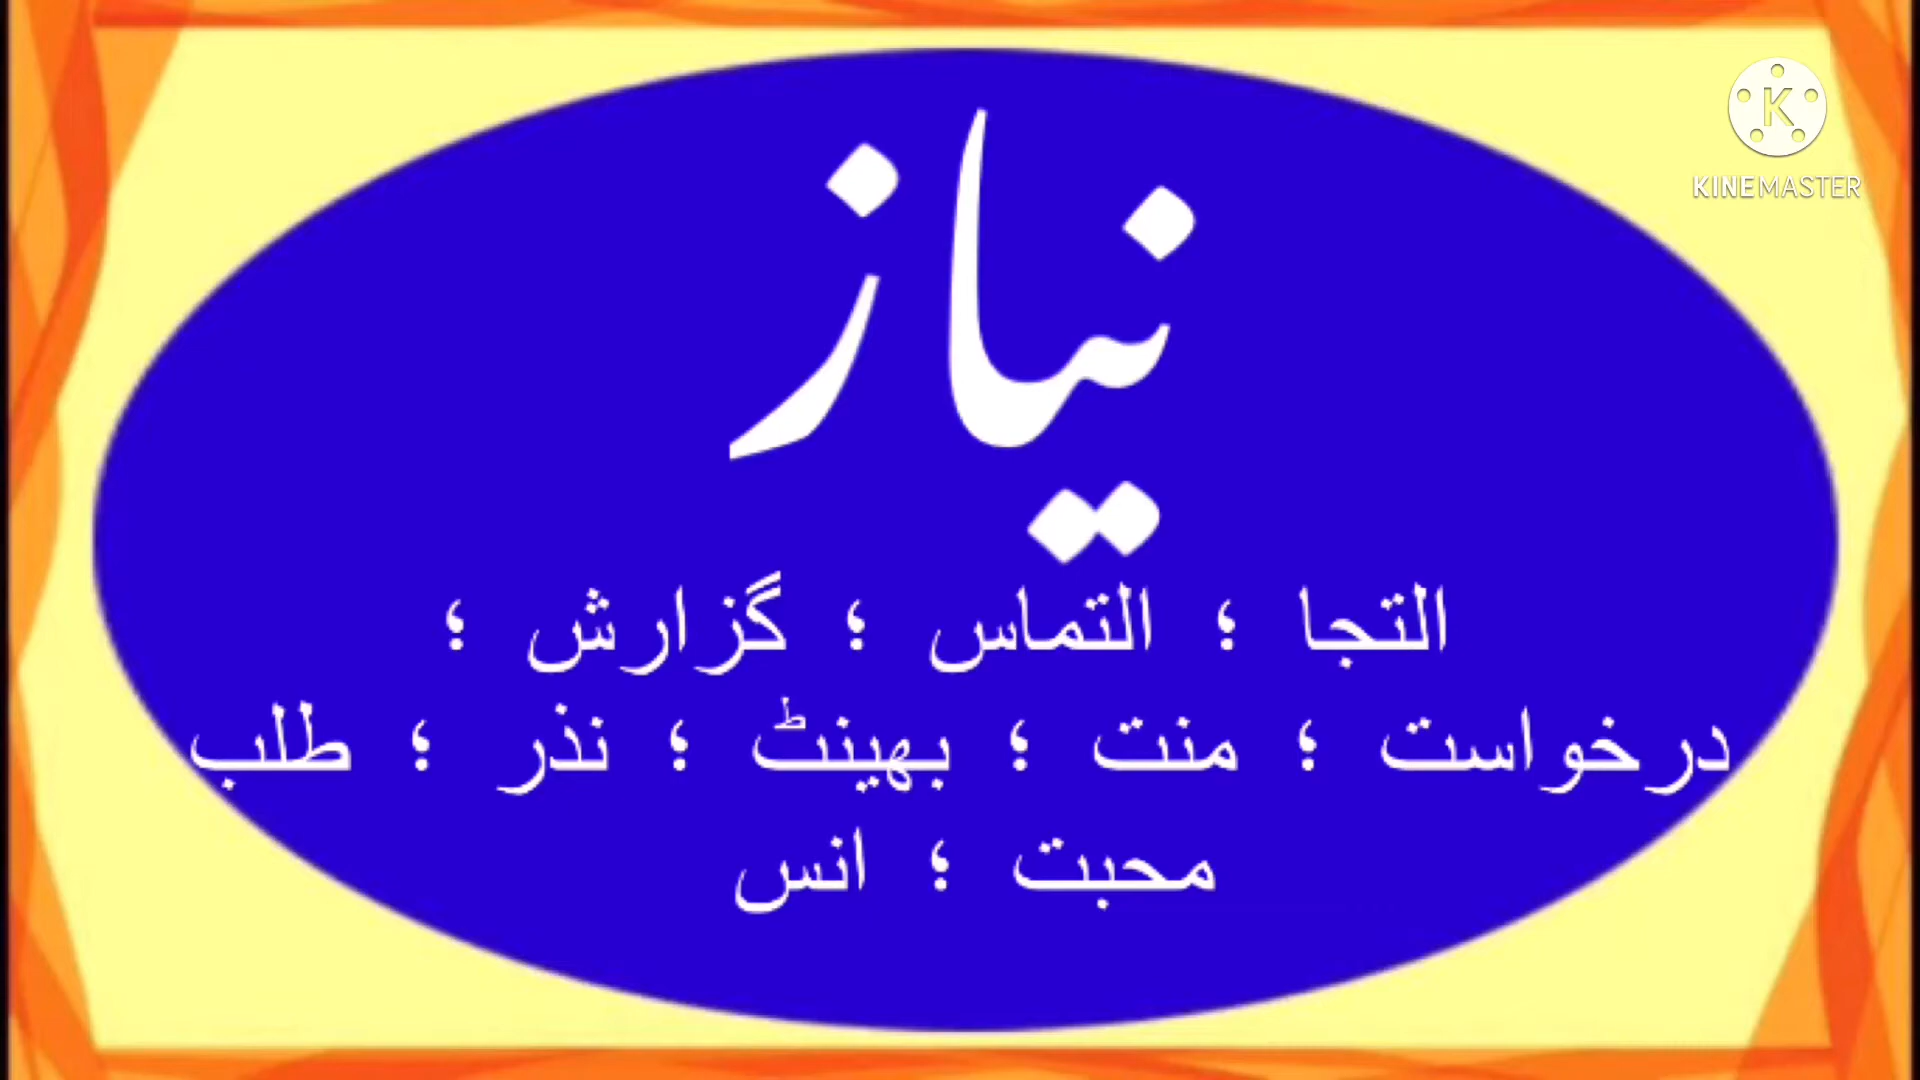 نیاز
التجا ؛ التماس ؛ گزارش ؛
درخواست ؛ منت ؛ بھینٹ ؛ نذر ؛ طلب
محبت ؛ انس
K
KINEMASTER